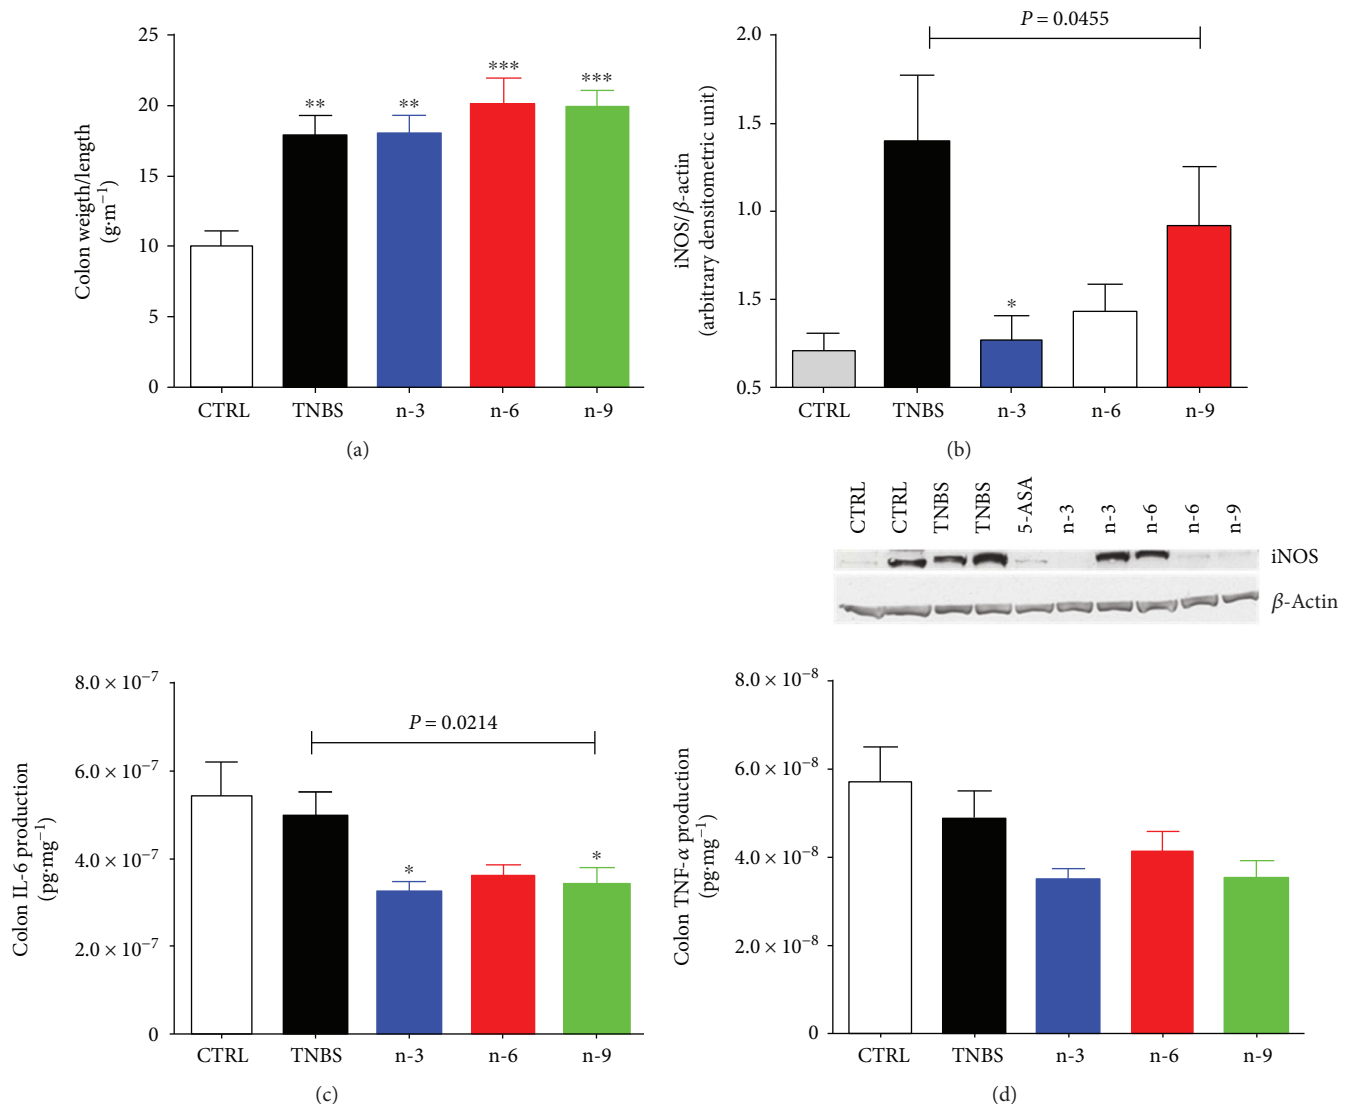 25
20
15
10
5
0
Colon weigth/length
(g·m⁻¹)
**
**
***
***
CTRL TNBS n-3 n-6 n-9
(a)
P = 0.0455
2.0
1.5
1.0
1.5
0.5
iNOS/β-actin
(arbitrary densitometric unit)
*
CTRL TNBS n-3 n-6 n-9
(b)
CTRL CTRL TNBS TNBS 5-ASA n-3 n-3 n-6 n-6 n-9
iNOS
β-Actin
8.0 × 10⁻⁷
6.0 × 10⁻⁷
4.0 × 10⁻⁷
2.0 × 10⁻⁷
0
Colon IL-6 production
(pg·mg⁻¹)
P = 0.0214
*
*
CTRL TNBS n-3 n-6 n-9
(c)
8.0 × 10⁻⁸
6.0 × 10⁻⁸
4.0 × 10⁻⁸
2.0 × 10⁻⁸
0
Colon TNF-α production
(pg·mg⁻¹)
CTRL TNBS n-3 n-6 n-9
(d)